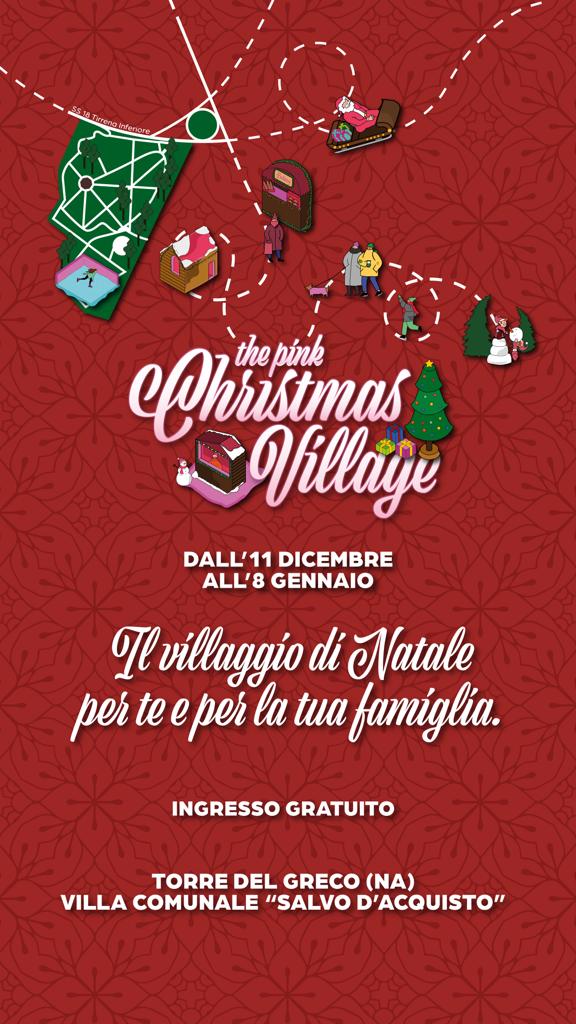 SS 18 Tirrena Inferiore
the pink
Christmas
Village
DALL'11 DICEMBRE
ALL'8 GENNAIO
Il villaggio di Natale
per te e per la tua famiglia.
INGRESSO GRATUITO
TORRE DEL GRECO (NA)
VILLA COMUNALE “SALVO D'ACQUISTO”